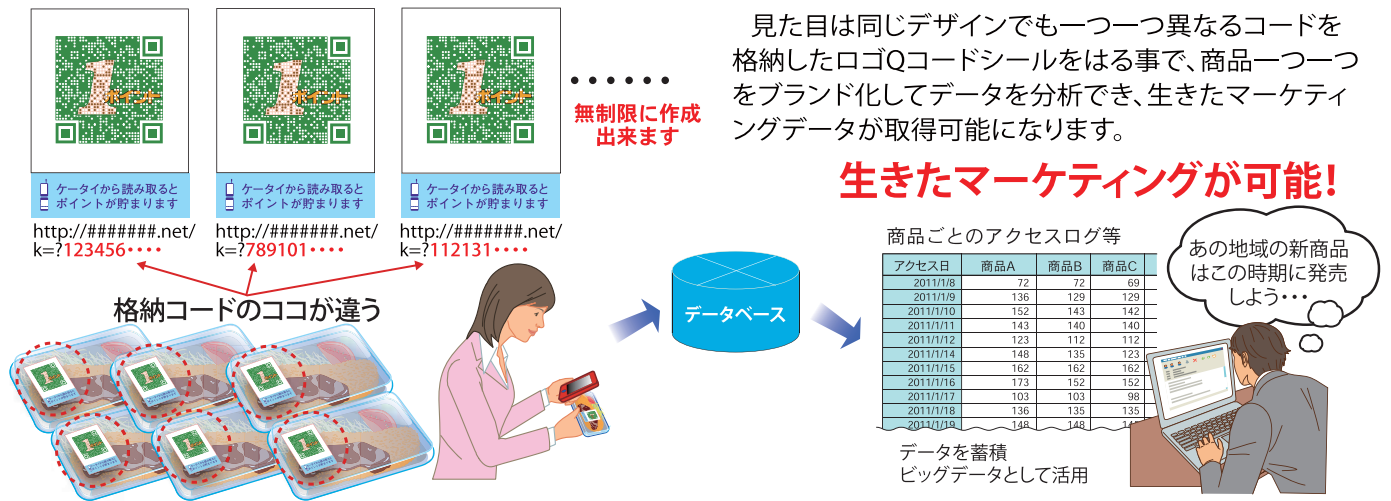 1
ポイント
1
ポイント
1
ポイント
ケータイから読み取ると
ポイントが貯まります
ケータイから読み取ると
ポイントが貯まります
ケータイから読み取ると
ポイントが貯まります
http://#######.net/
k=?123456・・・・
http://#######.net/
k=?789101・・・・
http://#######.net/
k=?112131・・・・
・・・・・・
無制限に作成
出来ます
格納コードのココが違う
見た目は同じデザインでも一つ一つ異なるコードを
格納したロゴQコードシールをはる事で、商品一つ一つ
をブランド化してデータを分析でき、生きたマーケティ
ングデータが取得可能になります。
生きたマーケティングが可能!
データベース
商品ごとのアクセスログ等
アクセス日 商品A 商品B 商品C
2011/1/8 72 72 69
2011/1/9 136 129 129
2011/1/10 152 143 142
2011/1/11 143 140 140
2011/1/12 123 112 112
2011/1/14 148 135 123
2011/1/15 162 162 162
2011/1/16 173 152 152
2011/1/17 103 103 98
2011/1/18 136 135 135
2011/1/19 148 148
データを蓄積
ビッグデータとして活用
あの地域の新商品
はこの時期に発売
しよう・・・